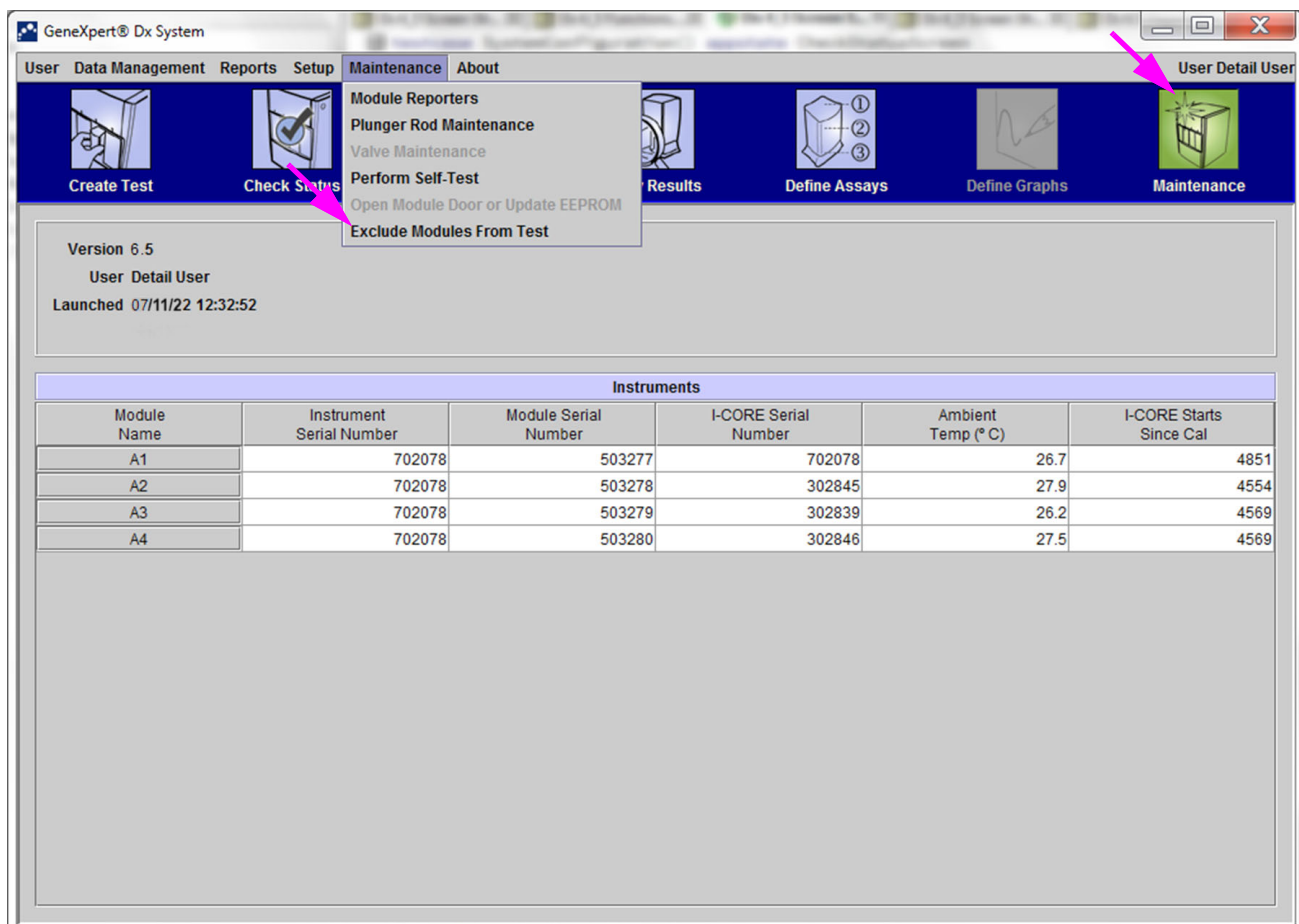 GeneXpert® Dx System
User Data Management Reports Setup Maintenance About User Detail User
Module Reporters
Plunger Rod Maintenance
Valve Maintenance
Perform Self-Test
Open Module Door or Update EEPROM
Exclude Modules From Test
Create Test Check Status Results Define Assays Define Graphs Maintenance
1
2
3
Version 6.5
User Detail User
Launched 07/11/22 12:32:52
Instruments
Module Name Instrument Serial Number Module Serial Number I-CORE Serial Number Ambient Temp (° C) I-CORE Starts Since Cal
A1 702078 503277 702078 26.7 4851
A2 702078 503278 302845 27.9 4554
A3 702078 503279 302839 26.2 4569
A4 702078 503280 302846 27.5 4569